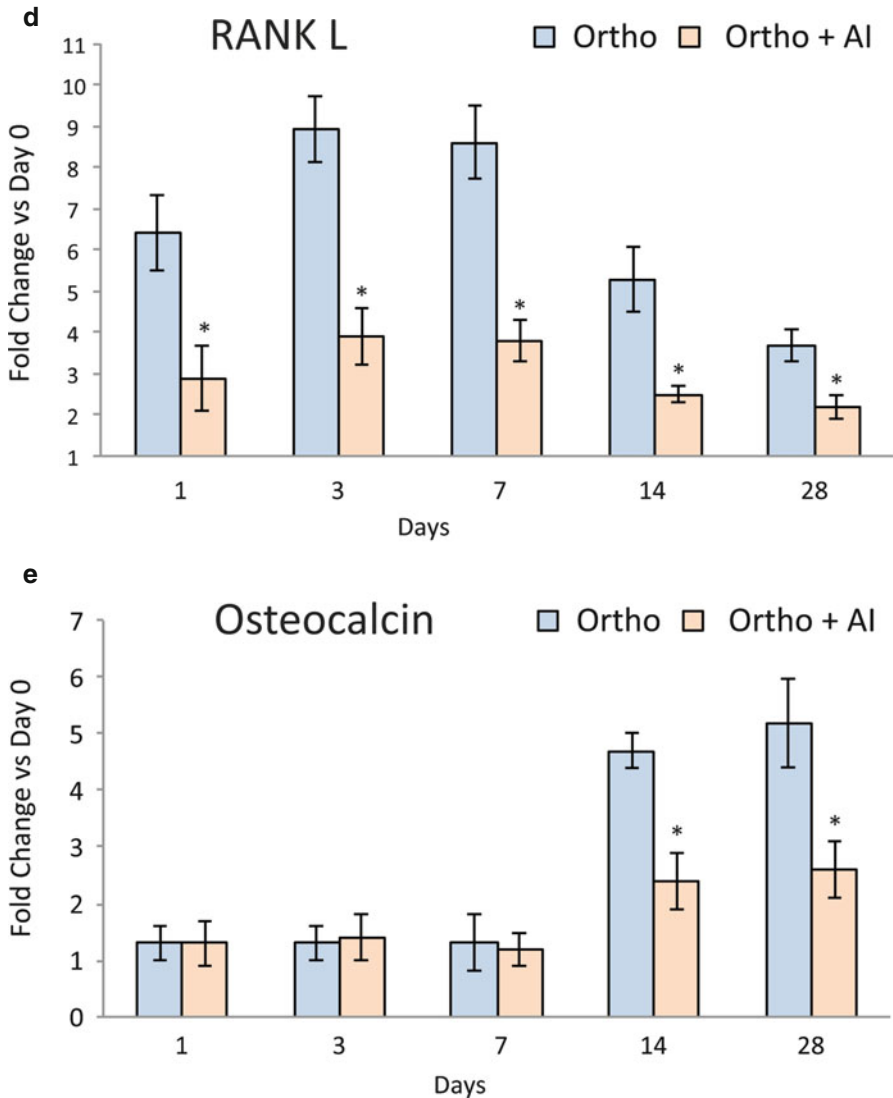 d
RANK L
Ortho Ortho + AI
Fold Change vs Day 0
11
10
9
8
7
6
5
4
3
2
1
* * * * *
1 3 7 14 28
Days
e
Osteocalcin
Ortho Ortho + AI
Fold Change vs Day 0
7
6
5
4
3
2
1
0
* *
1 3 7 14 28
Days